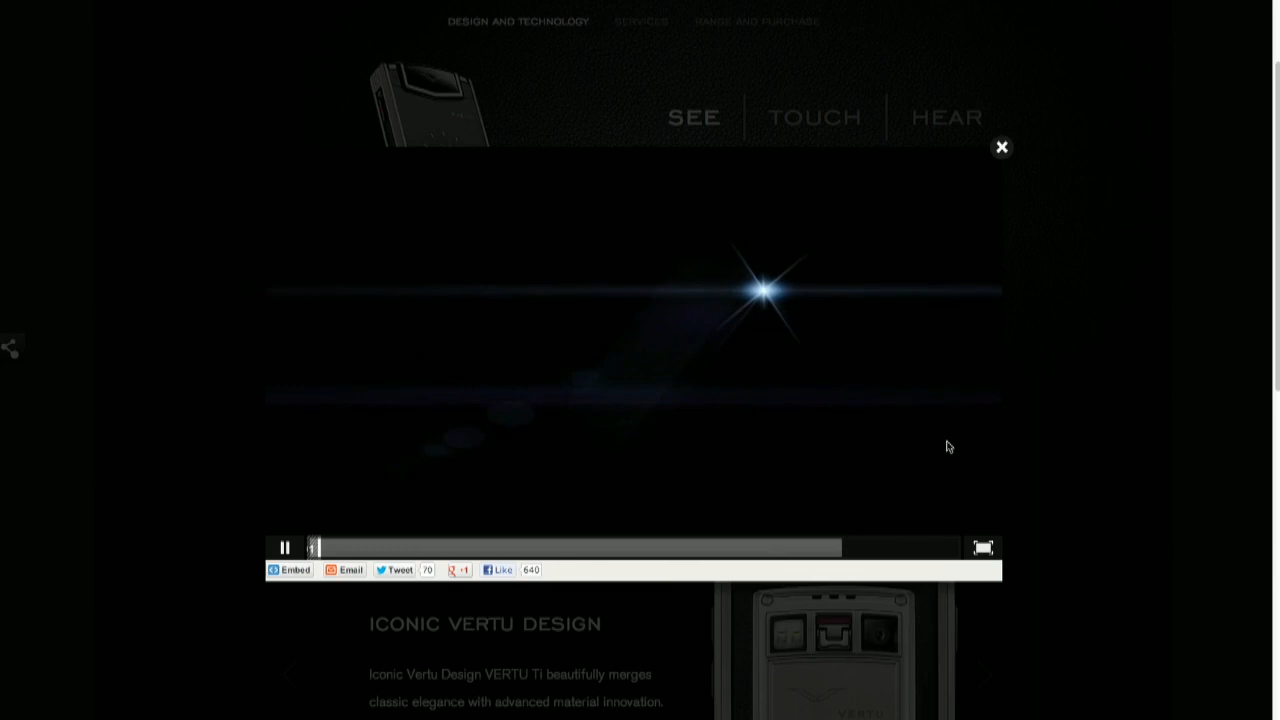 DESIGN AND TECHNOLOGY SERVICES RANGE AND PURCHASE
SEE TOUCH HEAR
Embed Email Tweet 70 +1 Like 640
ICONIC VERTU DESIGN
Iconic Vertu Design VERTU Ti beautifully merges
classic elegance with advanced material innovation.
VERTU